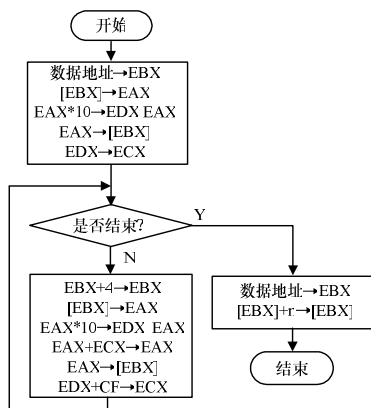 开始
数据地址→EBX
[EBX]→EAX
EAX*10→EDX EAX
EAX→[EBX]
EDX→ECX
是否结束?
Y
N
EBX+4→EBX
[EBX]→EAX
EAX*10→EDX EAX
EAX+ECX→EAX
EAX→[EBX]
EDX+CF→ECX
数据地址→EBX
[EBX]+r→[EBX]
结束